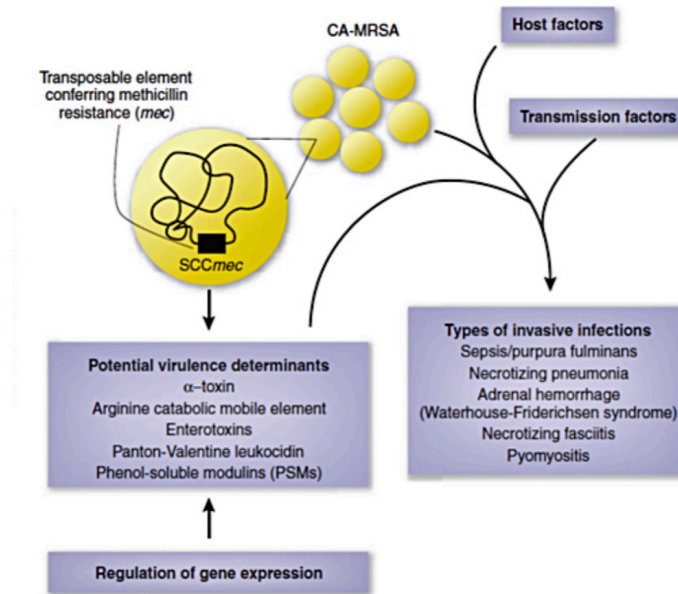 CA-MRSA
Host factors
Transposable element
conferring methicillin
resistance (mec)
Transmission factors
SCCmec
Potential virulence determinants
α–toxin
Arginine catabolic mobile element
Enterotoxins
Panton-Valentine leukocidin
Phenol-soluble modulins (PSMs)
Types of invasive infections
Sepsis/purpura fulminans
Necrotizing pneumonia
Adrenal hemorrhage
(Waterhouse-Friderichsen syndrome)
Necrotizing fasciitis
Pyomyositis
Regulation of gene expression